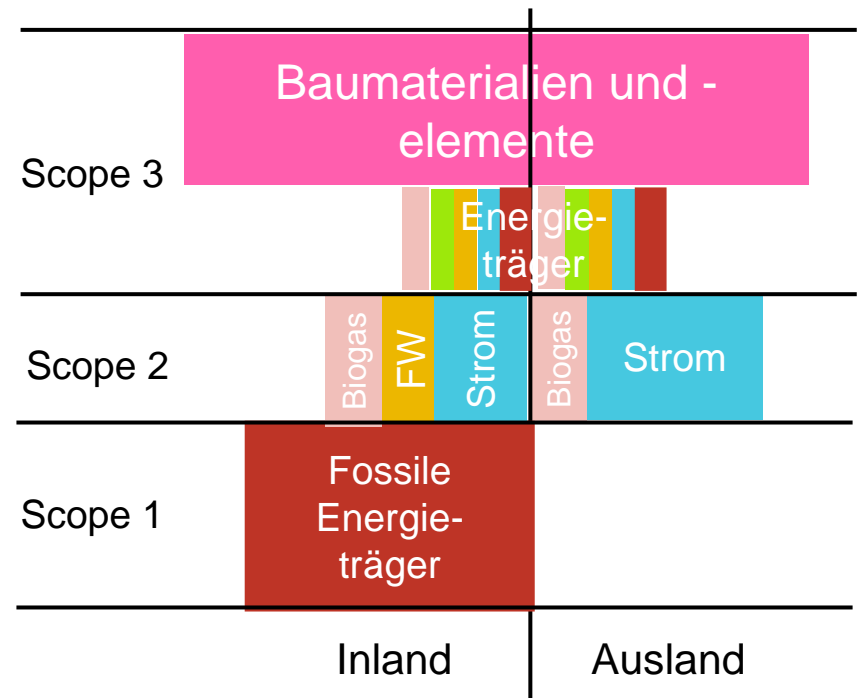 Baumaterialien und -
elemente
Scope 3
Energie-
träger
Scope 2
Biogas
FW
Strom
Biogas
Strom
Scope 1
Fossile
Energie-
träger
Inland
Ausland